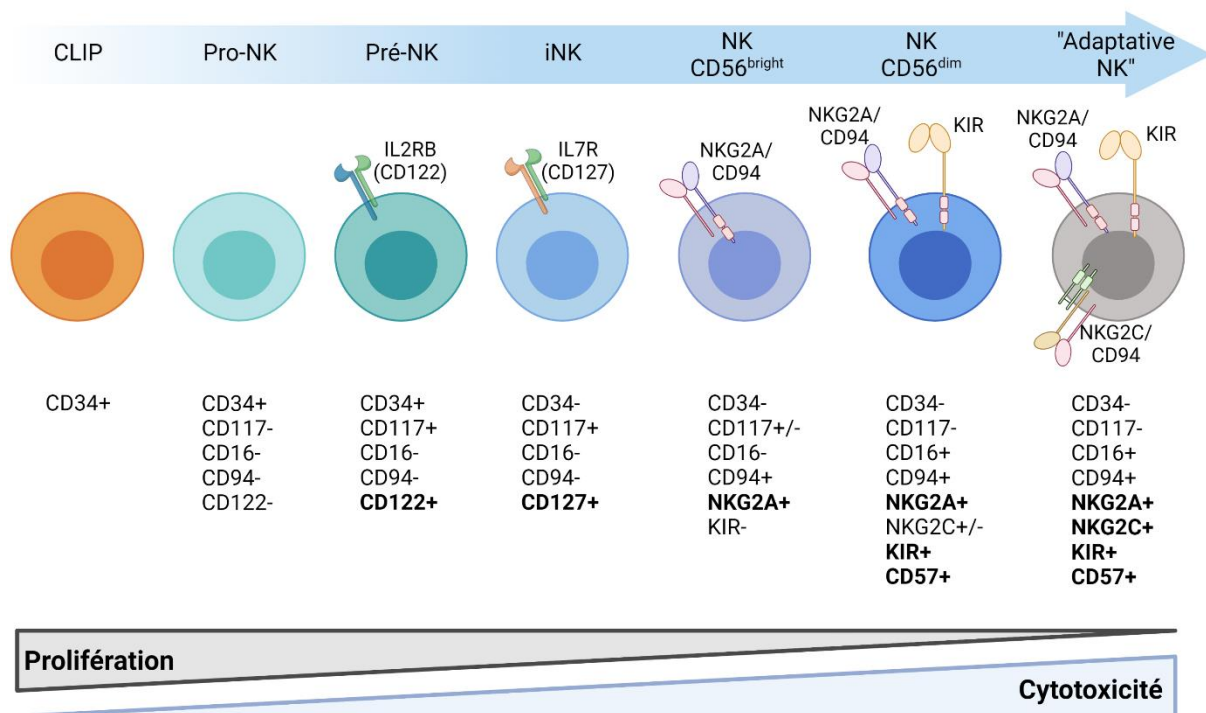 CLIP
Pro-NK
Pré-NK
iNK
NK
CD56bright
NK
CD56dim
"Adaptative
NK"
IL2RB
(CD122)
IL7R
(CD127)
NKG2A/
CD94
NKG2A/
CD94
KIR
NKG2A/
CD94
KIR
NKG2C/
CD94
CD34+
CD34+
CD117-
CD16-
CD94-
CD122-
CD34+
CD117+
CD16-
CD94-
CD122+
CD34-
CD117+
CD16-
CD94-
CD127+
CD34-
CD117+/-
CD16-
CD94+
NKG2A+
KIR-
CD34-
CD117-
CD16+
CD94+
NKG2A+
NKG2C+/-
KIR+
CD57+
CD34-
CD117-
CD16+
CD94+
NKG2A+
NKG2C+
KIR+
CD57+
Prolifération
Cytotoxicité